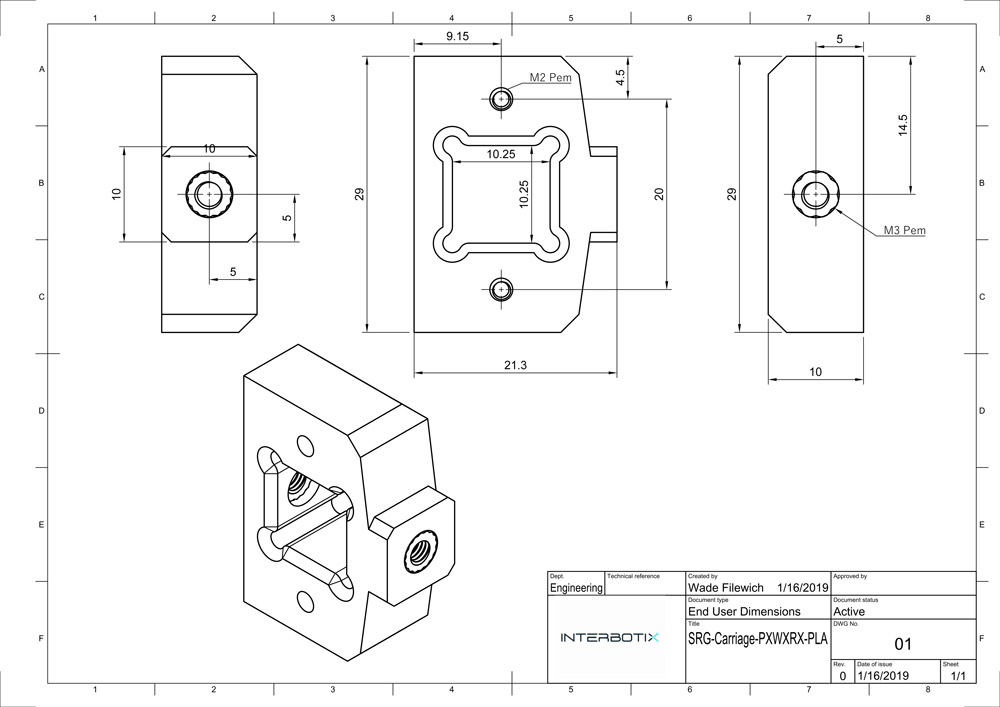 1 2 3 4 5 6 7 8
A A
9.15
5
M2 Pem
4.5
14.5
10
10.25
B B
10
10.25
29
20
29
5
M3 Pem
5
C C
21.3
10
D D
E E
Dept.
Engineering
Technical reference
Created by
Wade Filewich 1/16/2019
Approved by
Document type
End User Dimensions
Document status
Active
INTERBOTIX
Title
SRG-Carriage-PXWXRX-PLA
DWG No.
01
Rev.
0
Date of issue
1/16/2019
Sheet
1/1
F F
1 2 3 4 5 6 7 8